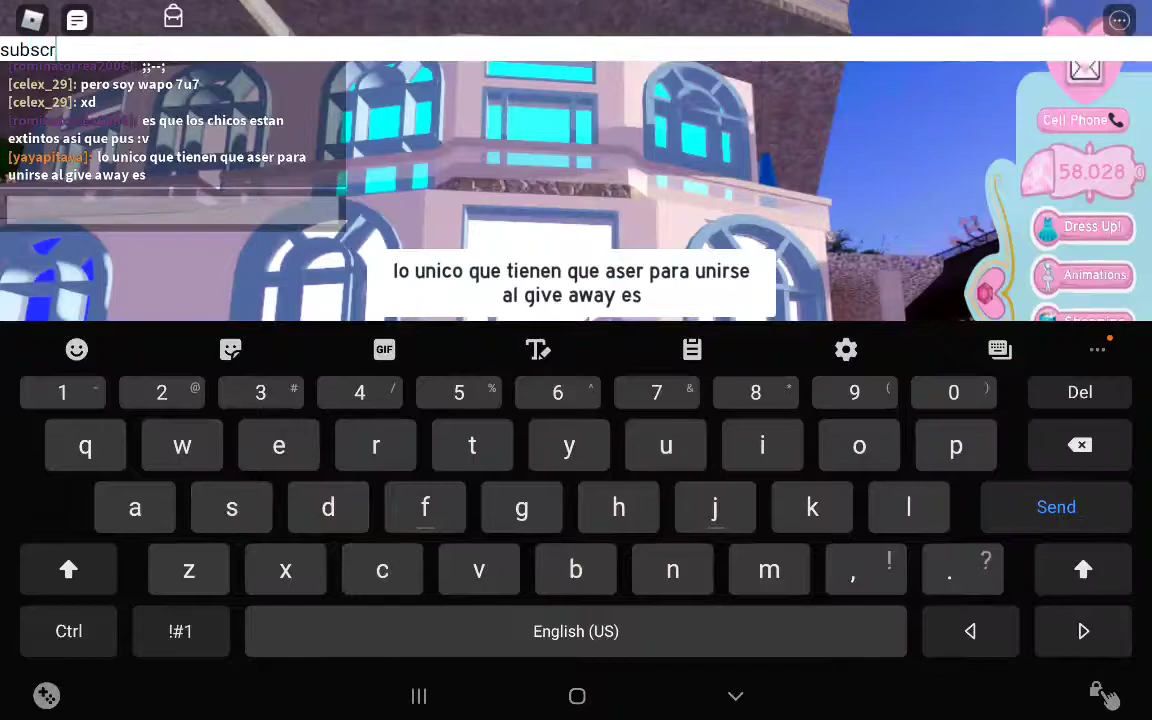 subscr
[rominatorrea2006]: ;;--;
[celex_29]: pero soy wapo 7u7
[celex_29]: xd
es que los chicos estan
extintos asi que pus :v
[yayapitaya]: lo unico que tienen que aser para
unirse al give away es
lo unico que tienen que aser para unirse
al give away es
Cell Phone
58.028
Dress Up!
Animations
GIF
1 - 2 @ 3 # 4 / 5 % 6 ^ 7 & 8 * 9 ( 0 ) Del
q w e r t y u i o p
a s d f g h j k l Send
z x c v b n m , ! . ?
Ctrl !#1 English (US)